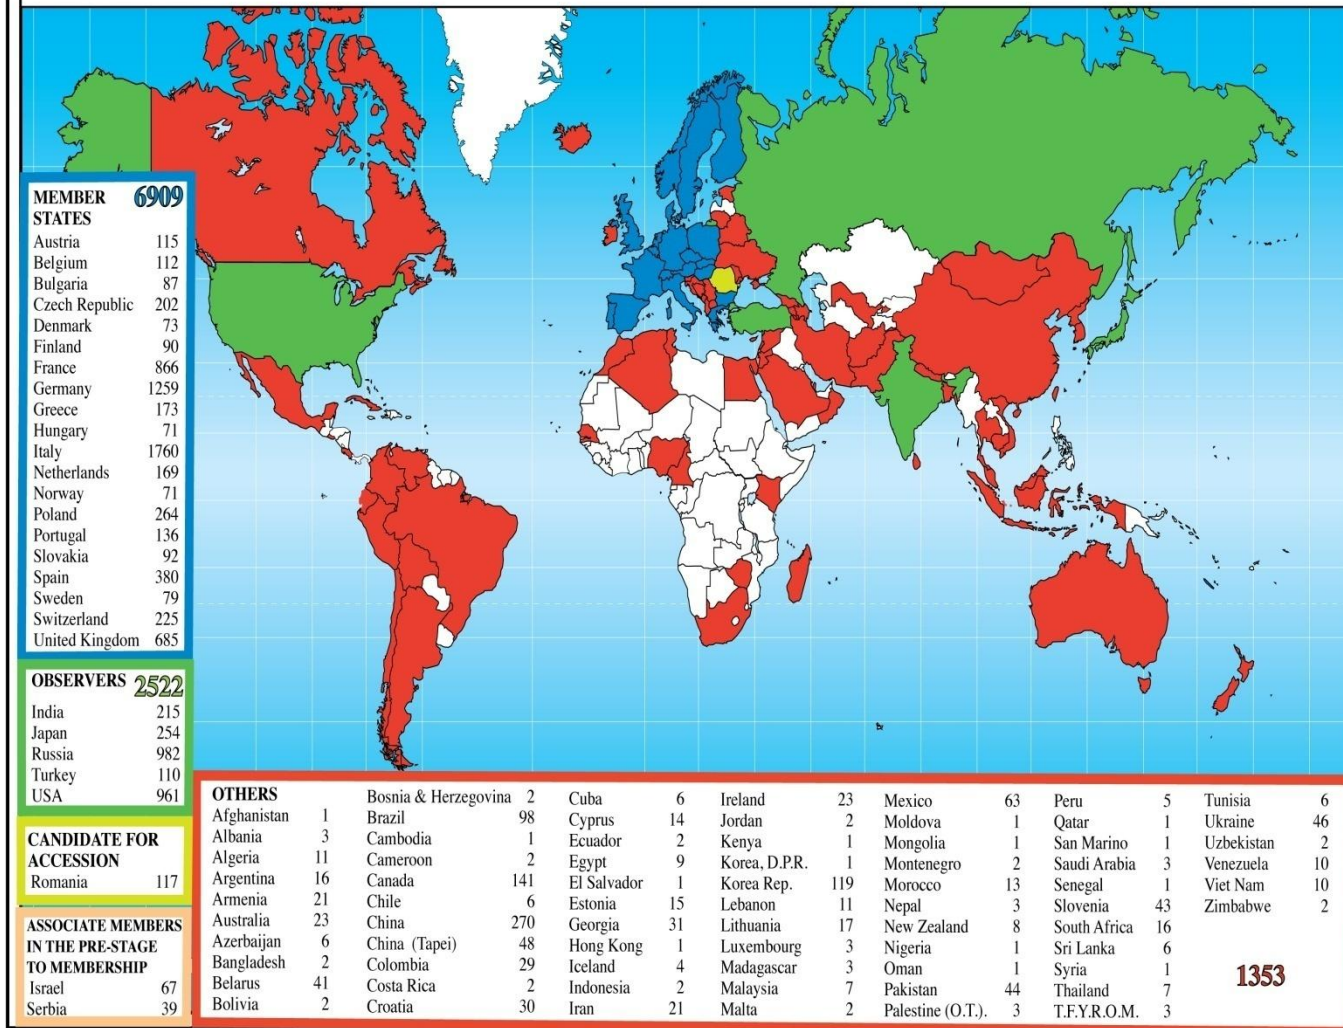 MEMBER STATES 6909
Austria 115
Belgium 112
Bulgaria 87
Czech Republic 202
Denmark 73
Finland 90
France 866
Germany 1259
Greece 173
Hungary 71
Italy 1760
Netherlands 169
Norway 71
Poland 264
Portugal 136
Slovakia 92
Spain 380
Sweden 79
Switzerland 225
United Kingdom 685
OBSERVERS 2522
India 215
Japan 254
Russia 982
Turkey 110
USA 961
CANDIDATE FOR
ACCESSION
Romania 117
ASSOCIATE MEMBERS
IN THE PRE-STAGE
TO MEMBERSHIP
Israel 67
Serbia 39
OTHERS
Afghanistan 1
Albania 3
Algeria 11
Argentina 16
Armenia 21
Australia 23
Azerbaijan 6
Bangladesh 2
Belarus 41
Bolivia 2
Bosnia & Herzegovina 2
Brazil 98
Cambodia 1
Cameroon 2
Canada 141
Chile 6
China 270
China (Tapei) 48
Colombia 29
Costa Rica 2
Croatia 30
Cuba 6
Cyprus 14
Ecuador 2
Egypt 9
El Salvador 1
Estonia 15
Georgia 31
Hong Kong 1
Iceland 4
Indonesia 2
Iran 21
Ireland 23
Jordan 2
Kenya 1
Korea, D.P.R. 1
Korea Rep. 119
Lebanon 11
Lithuania 17
Luxembourg 3
Madagascar 3
Malaysia 7
Malta 2
Mexico 63
Moldova 1
Mongolia 1
Montenegro 2
Morocco 13
Nepal 3
New Zealand 8
Nigeria 1
Oman 1
Pakistan 44
Palestine (O.T.). 3
Peru 5
Qatar 1
San Marino 1
Saudi Arabia 3
Senegal 1
Slovenia 43
South Africa 16
Sri Lanka 6
Syria 1
Thailand 7
T.F.Y.R.O.M. 3
Tunisia 6
Ukraine 46
Uzbekistan 2
Venezuela 10
Viet Nam 10
Zimbabwe 2
1353